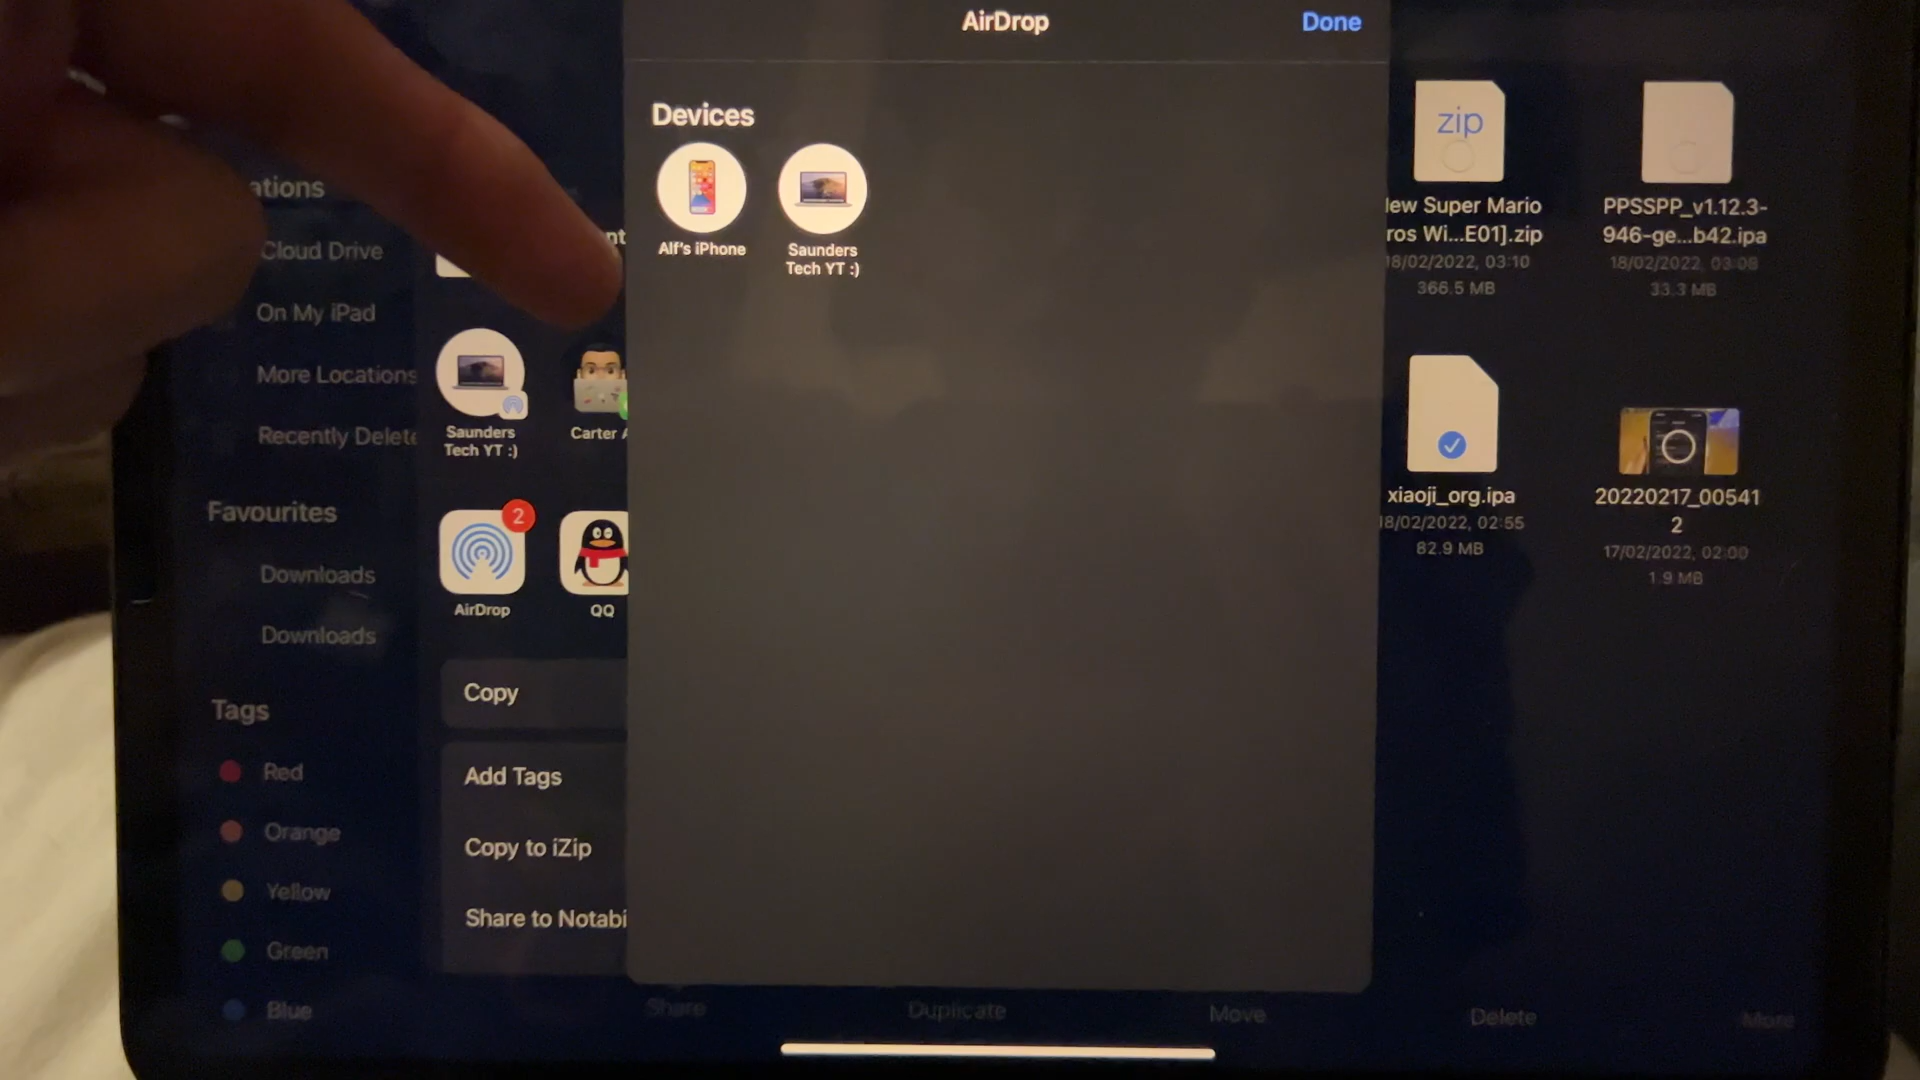 AirDrop
Done
Devices
Alf's iPhone
Saunders
Tech YT :)
ations
Cloud Drive
On My iPad
More Locations
Recently Delete
Favourites
Downloads
Downloads
Tags
Red
Orange
Yellow
Green
Blue
nt
Saunders
Tech YT :)
Carter A
2
AirDrop
QQ
Copy
Add Tags
Copy to iZip
Share to Notabi
zip
ew Super Mario
ros Wi...E01].zip
18/02/2022, 03:10
366.5 MB
PPSSPP_v1.12.3-
946-ge...b42.ipa
18/02/2022, 03:08
33.3 MB
xiaoji_org.ipa
18/02/2022, 02:55
82.9 MB
20220217_00541
2
17/02/2022, 02:00
1.9 MB
Share
Duplicate
Move
Delete
More